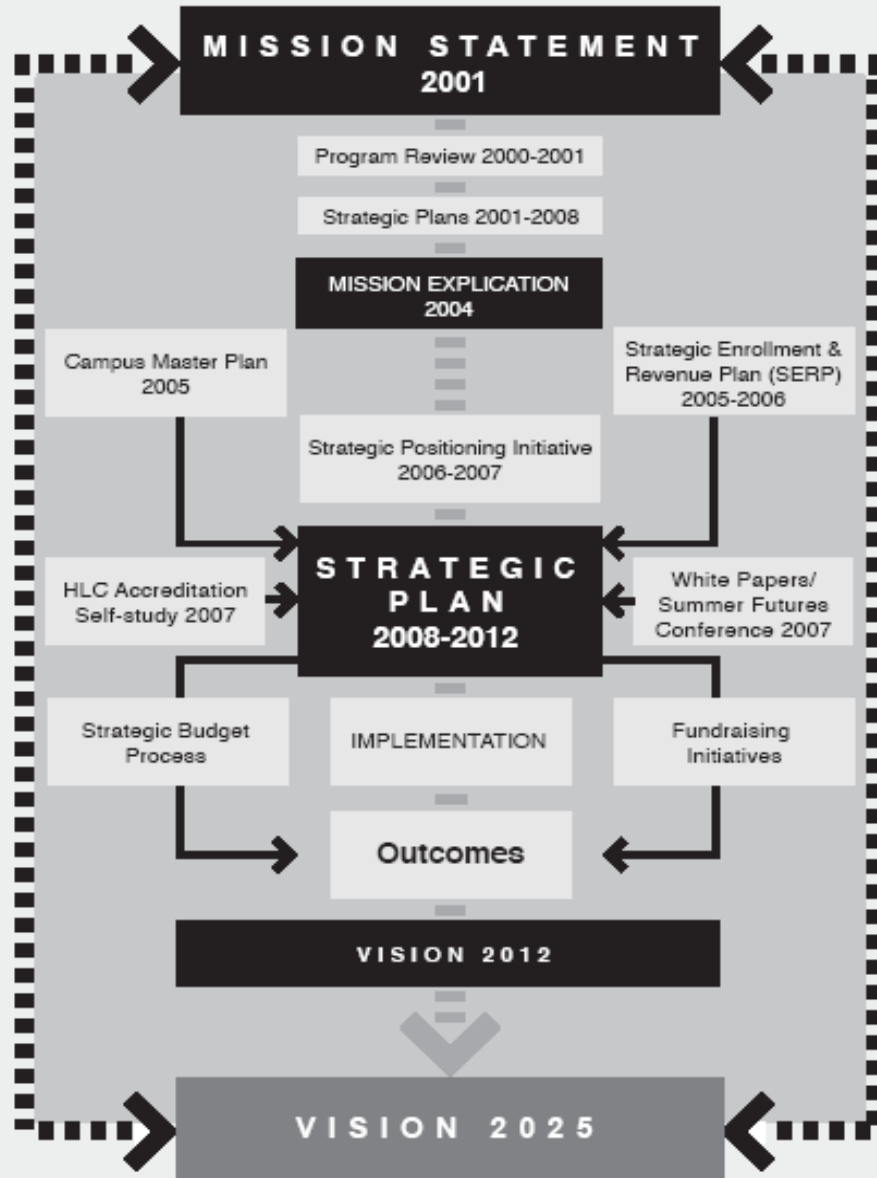 MISSION STATEMENT
2001
Program Review 2000-2001
Strategic Plans 2001-2008
MISSION EXPLICATION
2004
Campus Master Plan
2005
Strategic Enrollment &
Revenue Plan (SERP)
2005-2006
Strategic Positioning Initiative
2006-2007
STRATEGIC
PLAN
2008-2012
HLC Accreditation
Self-study 2007
White Papers/
Summer Futures
Conference 2007
Strategic Budget
Process
IMPLEMENTATION
Fundraising
Initiatives
Outcomes
VISION 2012
VISION 2025